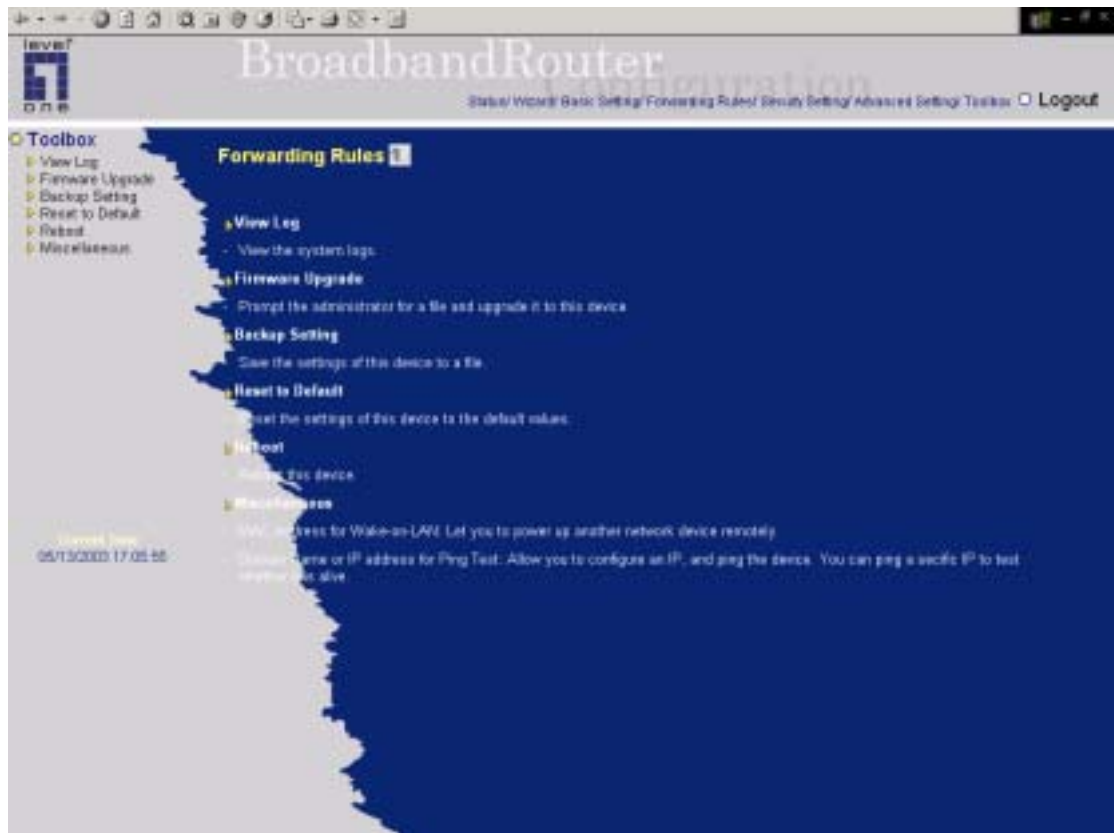 level
one
BroadbandRouter
Configuration
Status/ Wizard/ Basic Setting/ Forwarding Rules/ Security Setting/ Advanced Setting/ Toolbox Logout
Toolbox
View Log
Firmware Upgrade
Backup Setting
Reset to Default
Reboot
Miscellaneous
Forwarding Rules
View Log
- View the system logs.
Firmware Upgrade
- Prompt the administrator for a file and upgrade it to this device
Backup Setting
Save the settings of this device to a file.
Reset to Default
the settings of this device to the default values.
Reboot
this device.
Miscellaneous
for Wake-on-LAN. Let you to power up another network device remotely.
or IP address for Ping Test. Allow you to configure an IP, and ping the device. You can ping a secific IP to test
alive
Current Time
05/13/2003 17:05:55